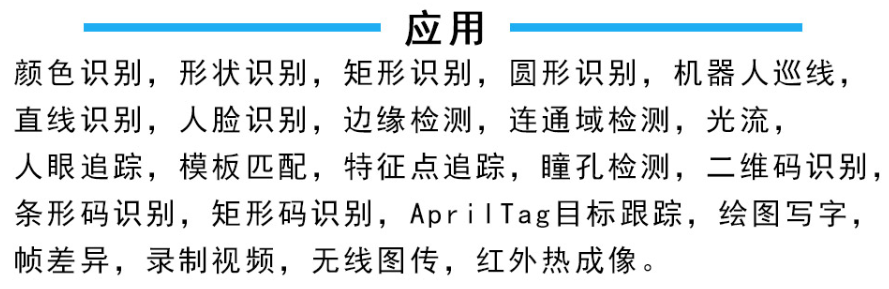 应用
颜色识别，形状识别，矩形识别，圆形识别，机器人巡线，
直线识别，人脸识别，边缘检测，连通域检测，光流，
人眼追踪，模板匹配，特征点追踪，瞳孔检测，二维码识别，
条形码识别，矩形码识别，AprilTag目标跟踪，绘图写字，
帧差异，录制视频，无线图传，红外热成像。